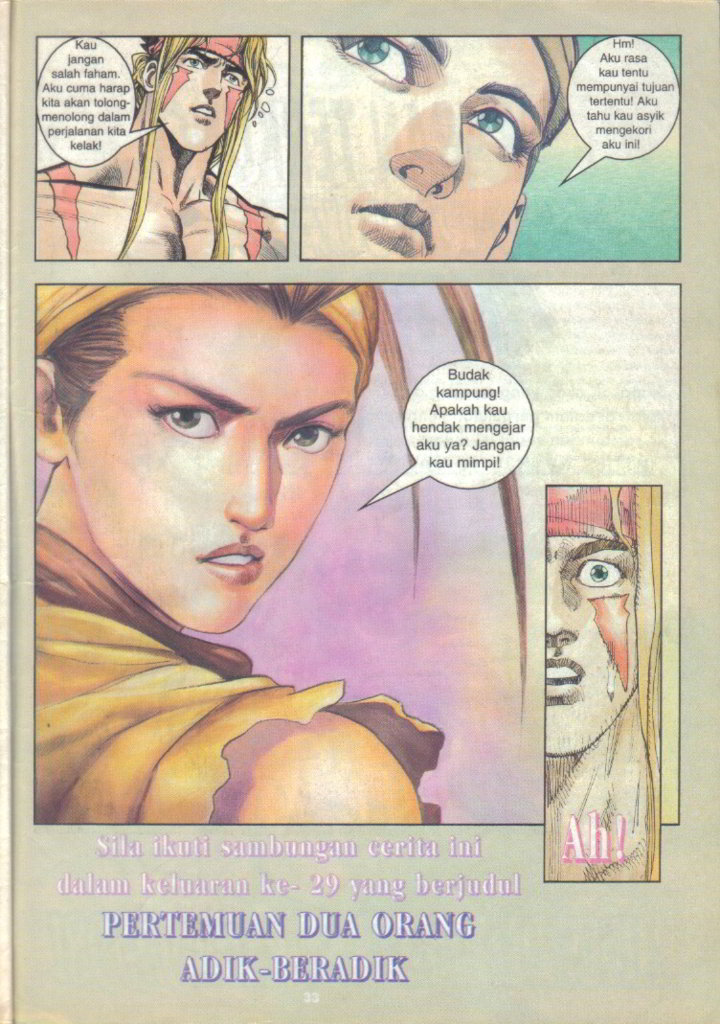 Kau
jangan
salah faham.
Aku cuma harap
kita akan tolong-
menolong dalam
perjalanan kita
kelak!
Hm!
Aku rasa
kau tentu
mempunyai tujuan
tertentu! Aku
tahu kau asyik
mengekori
aku ini!
Budak
kampung!
Apakah kau
hendak mengejar
aku ya? Jangan
kau mimpi!
Ah!
Sila ikuti sambungan cerita ini
dalam keluaran ke- 29 yang berjudul
PERTEMUAN DUA ORANG
ADIK-BERADIK
33